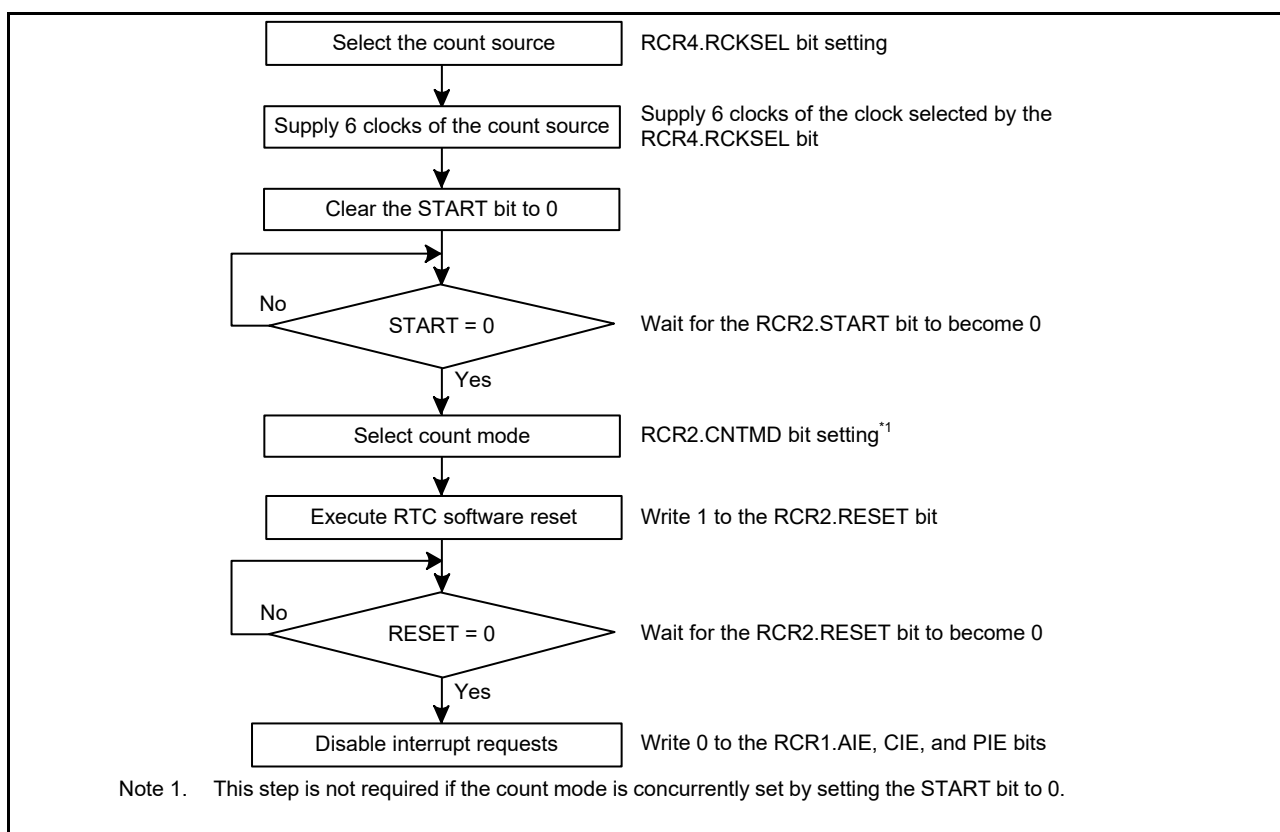 Select the count source
RCR4.RCKSEL bit setting
Supply 6 clocks of the count source
Supply 6 clocks of the clock selected by the
RCR4.RCKSEL bit
Clear the START bit to 0
No
START = 0
Wait for the RCR2.START bit to become 0
Yes
Select count mode
RCR2.CNTMD bit setting*1
Execute RTC software reset
Write 1 to the RCR2.RESET bit
No
RESET = 0
Wait for the RCR2.RESET bit to become 0
Yes
Disable interrupt requests
Write 0 to the RCR1.AIE, CIE, and PIE bits
Note 1. This step is not required if the count mode is concurrently set by setting the START bit to 0.